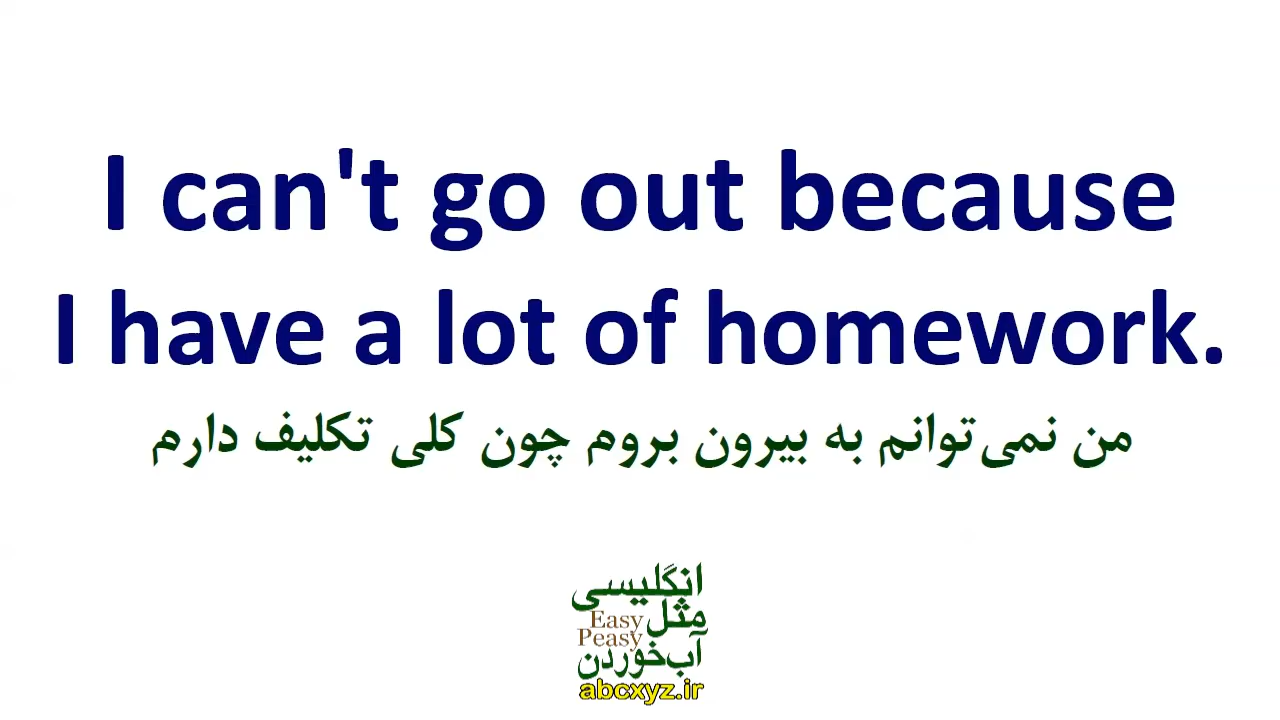 I can't go out because
I have a lot of homework.
من نمی‌توانم به بیرون بروم چون کلی تکلیف دارم
انگلیسی
مثل
Easy
Peasy
آب‌خوردن
abcxyz.ir